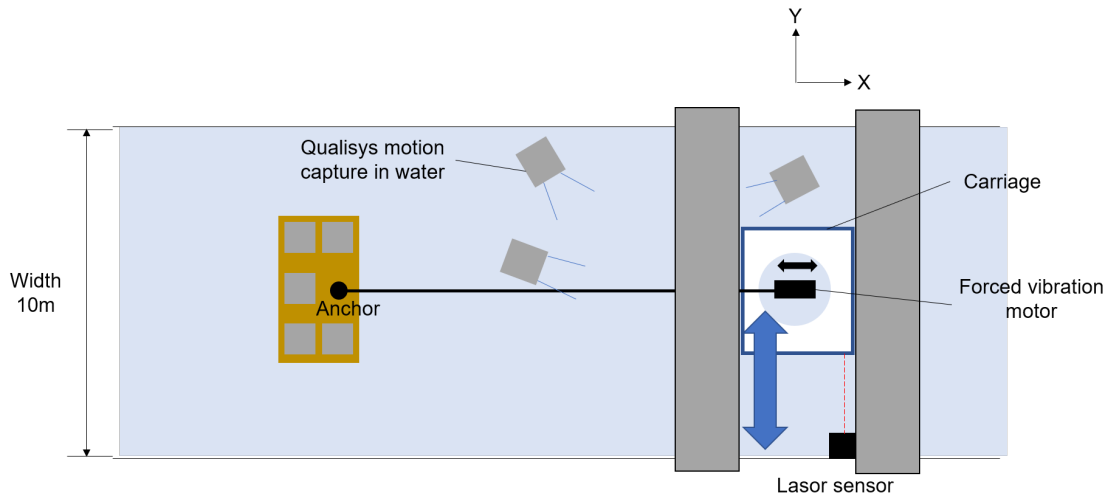 Y
X
Qualisys motion
capture in water
Carriage
Width
10m
Anchor
Forced vibration
motor
Lasor sensor